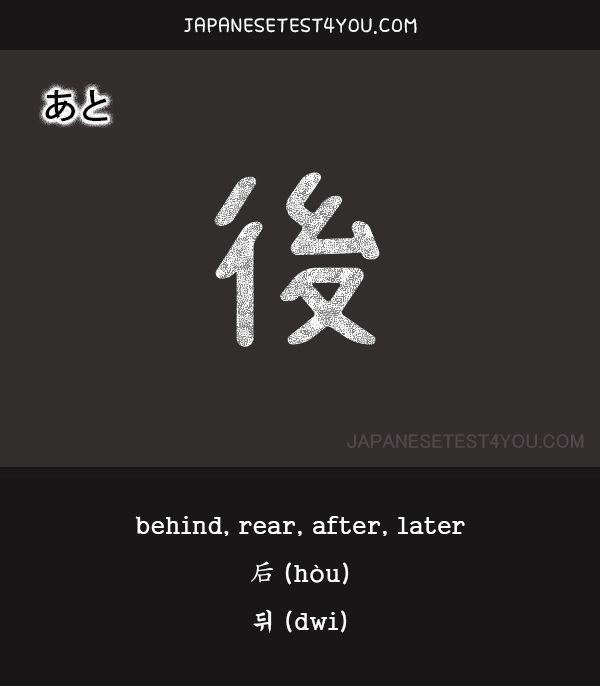 JAPANESETEST4YOU.COM
あと
後
JAPANESETEST4YOU.COM
behind, rear, after, later
后 (hòu)
뒤 (dwi)